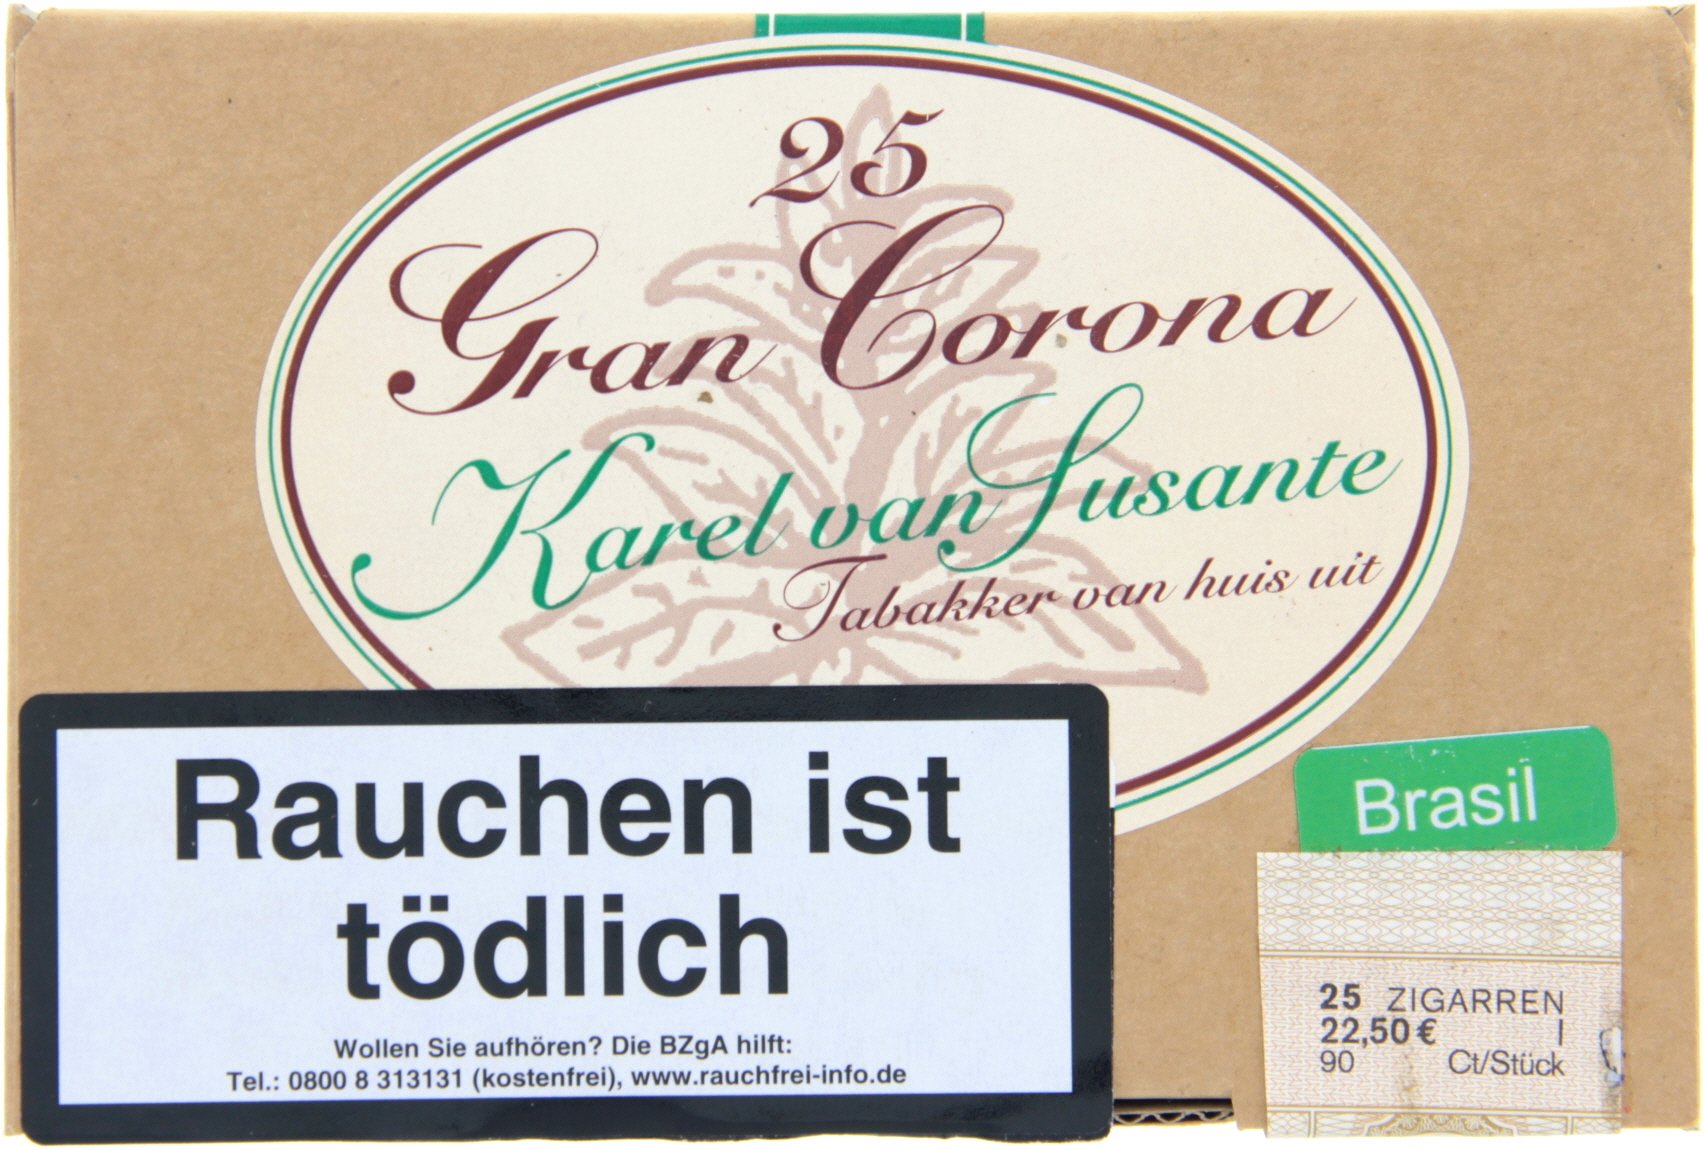 25
Gran Corona
Karel van Susante
Tabakker van huis uit
Rauchen ist
tödlich
Wollen Sie aufhören? Die BZgA hilft:
Tel.: 0800 8 313131 (kostenfrei), www.rauchfrei-info.de
Brasil
25 ZIGARREN
22,50 € I
90 Ct/Stück